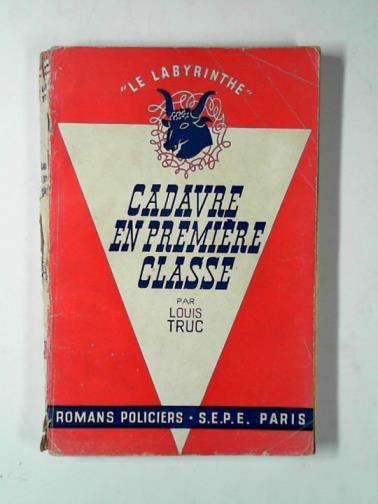 "LE LABYRINTHE"
CADAVRE
EN PREMIÈRE
CLASSE
PAR
LOUIS
TRUC
ROMANS POLICIERS · S.E.P.E. PARIS